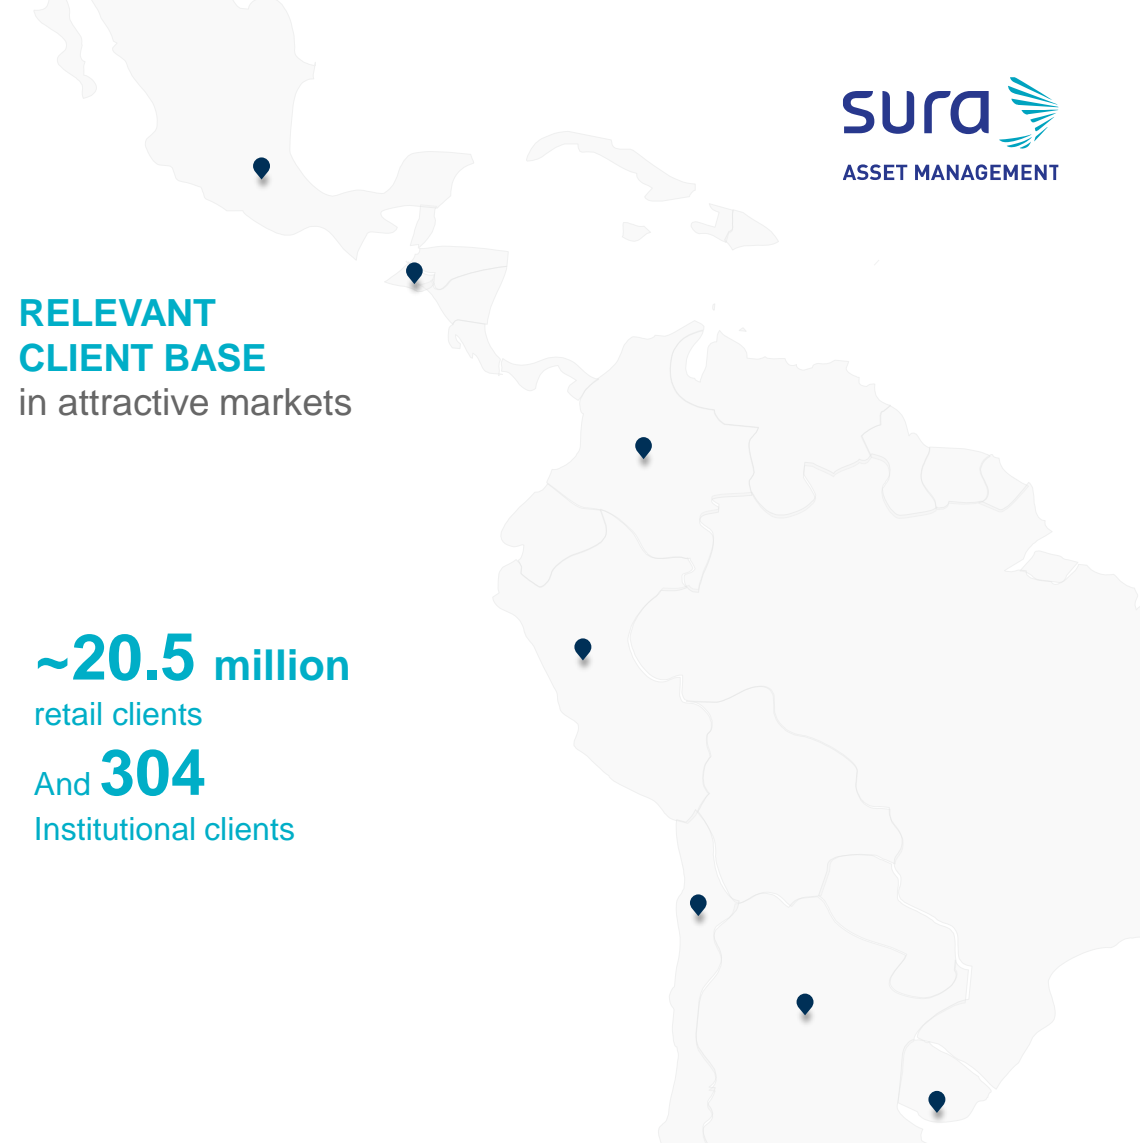 sura
ASSET MANAGEMENT
RELEVANT
CLIENT BASE
in attractive markets
~20.5 million
retail clients
And 304
Institutional clients